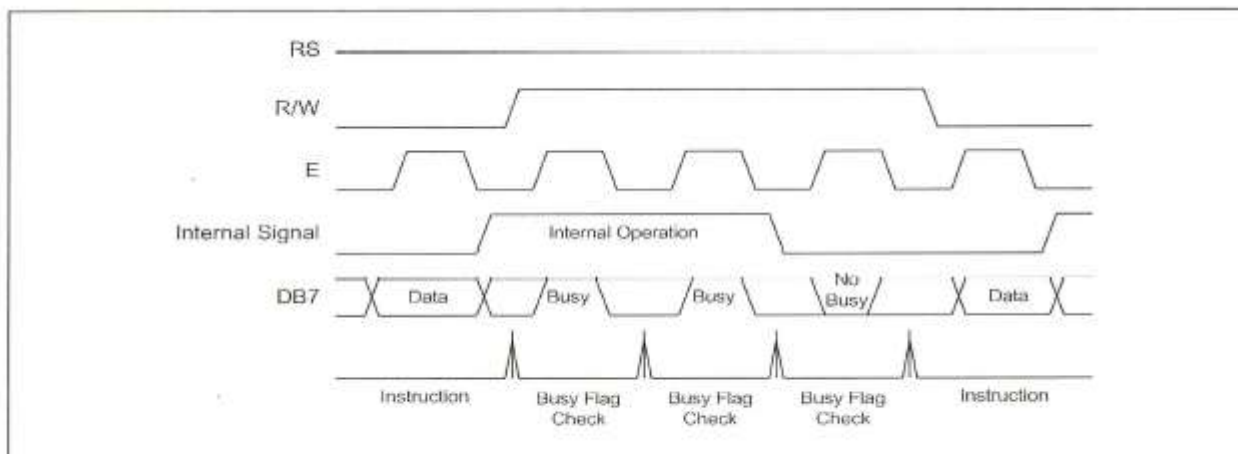 RS
R/W
E
Internal Signal
Internal Operation
DB7
Data
Busy
Busy
No
Busy
Data
Instruction
Busy Flag
Check
Busy Flag
Check
Busy Flag
Check
Instruction